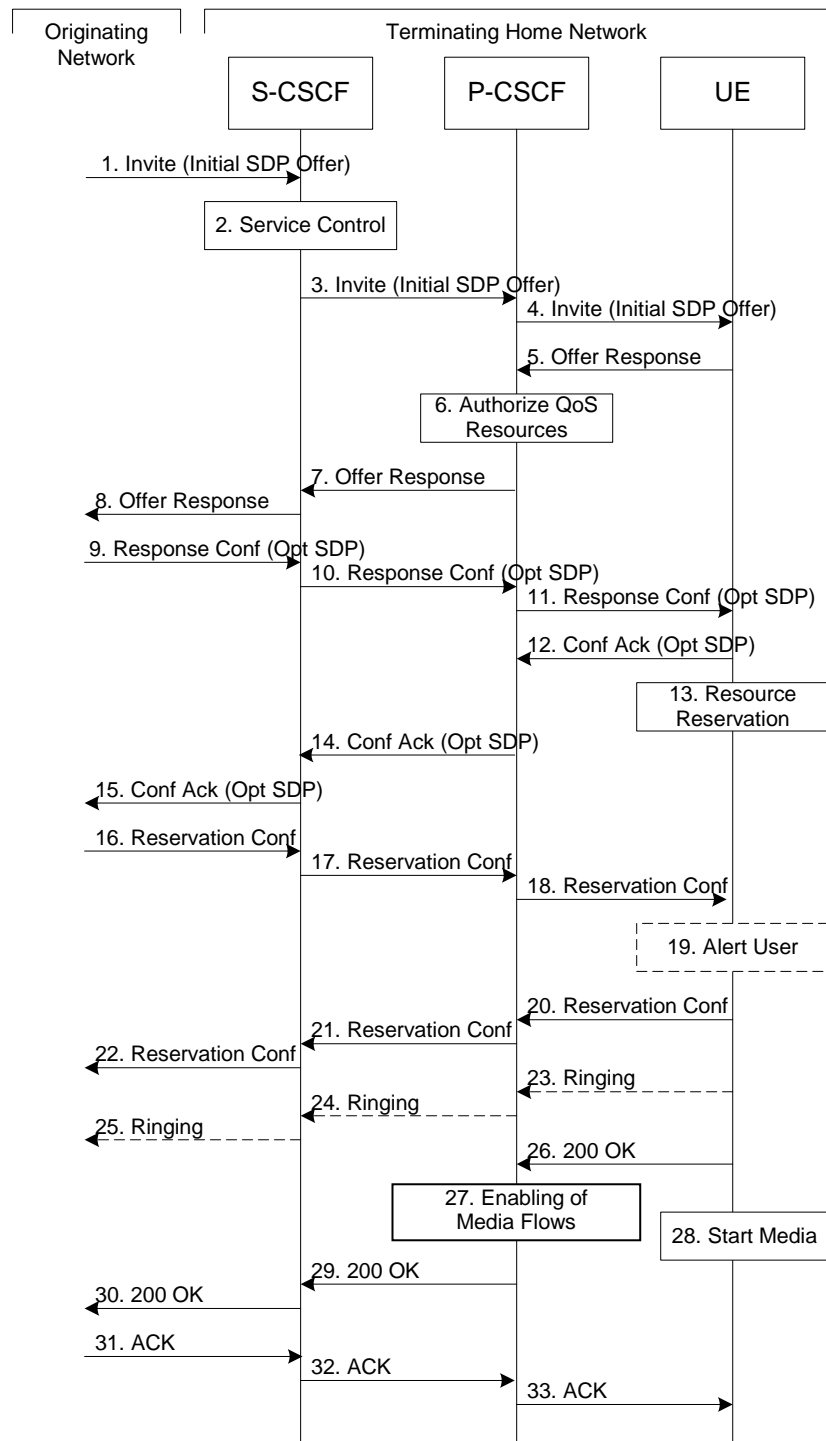 Originating
Network
Terminating Home Network
S-CSCF
P-CSCF
UE
1. Invite (Initial SDP Offer)
2. Service Control
3. Invite (Initial SDP Offer)
4. Invite (Initial SDP Offer)
5. Offer Response
6. Authorize QoS
Resources
7. Offer Response
8. Offer Response
9. Response Conf (Opt SDP)
10. Response Conf (Opt SDP)
11. Response Conf (Opt SDP)
12. Conf Ack (Opt SDP)
13. Resource
Reservation
14. Conf Ack (Opt SDP)
15. Conf Ack (Opt SDP)
16. Reservation Conf
17. Reservation Conf
18. Reservation Conf
19. Alert User
20. Reservation Conf
21. Reservation Conf
22. Reservation Conf
23. Ringing
24. Ringing
25. Ringing
26. 200 OK
27. Enabling of
Media Flows
28. Start Media
29. 200 OK
30. 200 OK
31. ACK
32. ACK
33. ACK